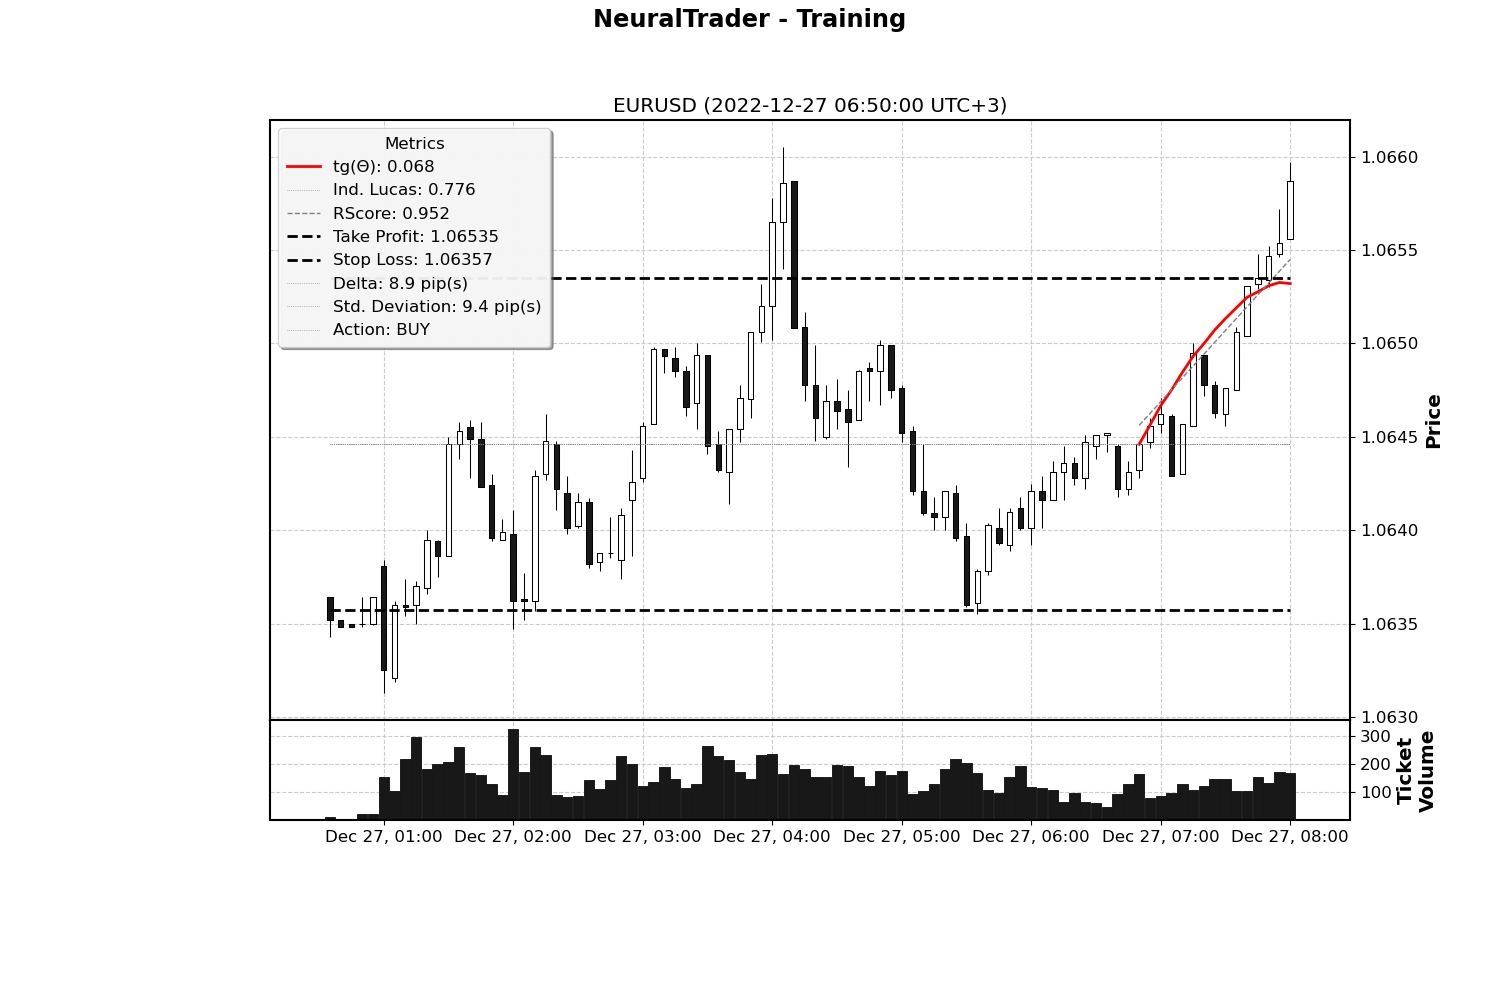 NeuralTrader - Training
EURUSD (2022-12-27 06:50:00 UTC+3)
Metrics
tg(Θ): 0.068
Ind. Lucas: 0.776
RScore: 0.952
Take Profit: 1.06535
Stop Loss: 1.06357
Delta: 8.9 pip(s)
Std. Deviation: 9.4 pip(s)
Action: BUY
1.0660
1.0655
1.0650
1.0645
1.0640
1.0635
1.0630
Price
300
200
100
Ticket
Volume
Dec 27, 01:00 Dec 27, 02:00 Dec 27, 03:00 Dec 27, 04:00 Dec 27, 05:00 Dec 27, 06:00 Dec 27, 07:00 Dec 27, 08:00